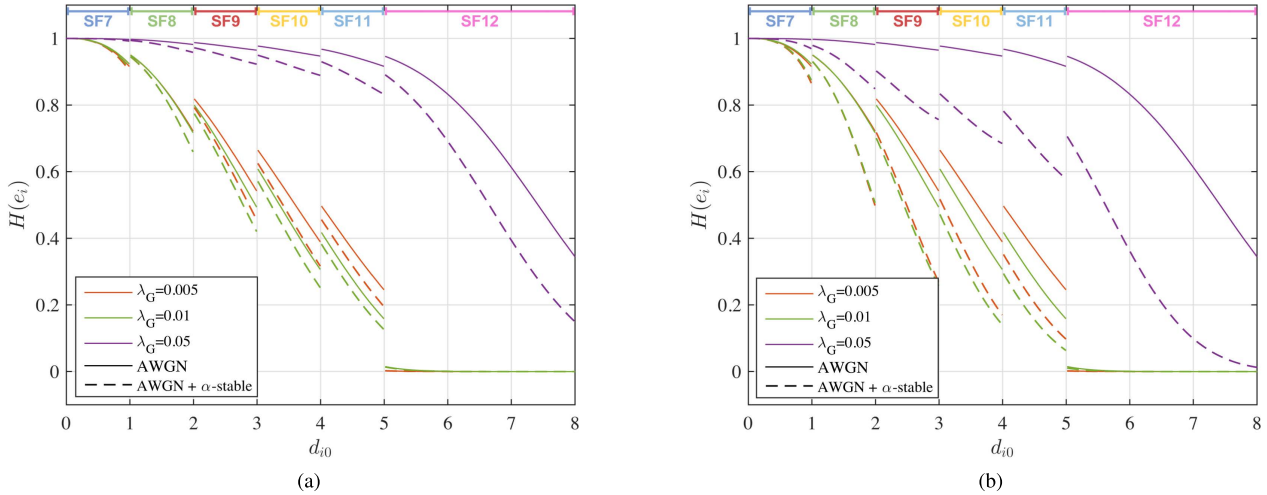 SF7 SF8 SF9 SF10 SF11 SF12
1
0.8
0.6
0.4
0.2
0
H(e_i)
λ_G=0.005
λ_G=0.01
λ_G=0.05
AWGN
AWGN + α-stable
0 1 2 3 4 5 6 7 8
d_{i0}
(a)
SF7 SF8 SF9 SF10 SF11 SF12
1
0.8
0.6
0.4
0.2
0
H(e_i)
λ_G=0.005
λ_G=0.01
λ_G=0.05
AWGN
AWGN + α-stable
0 1 2 3 4 5 6 7 8
d_{i0}
(b)